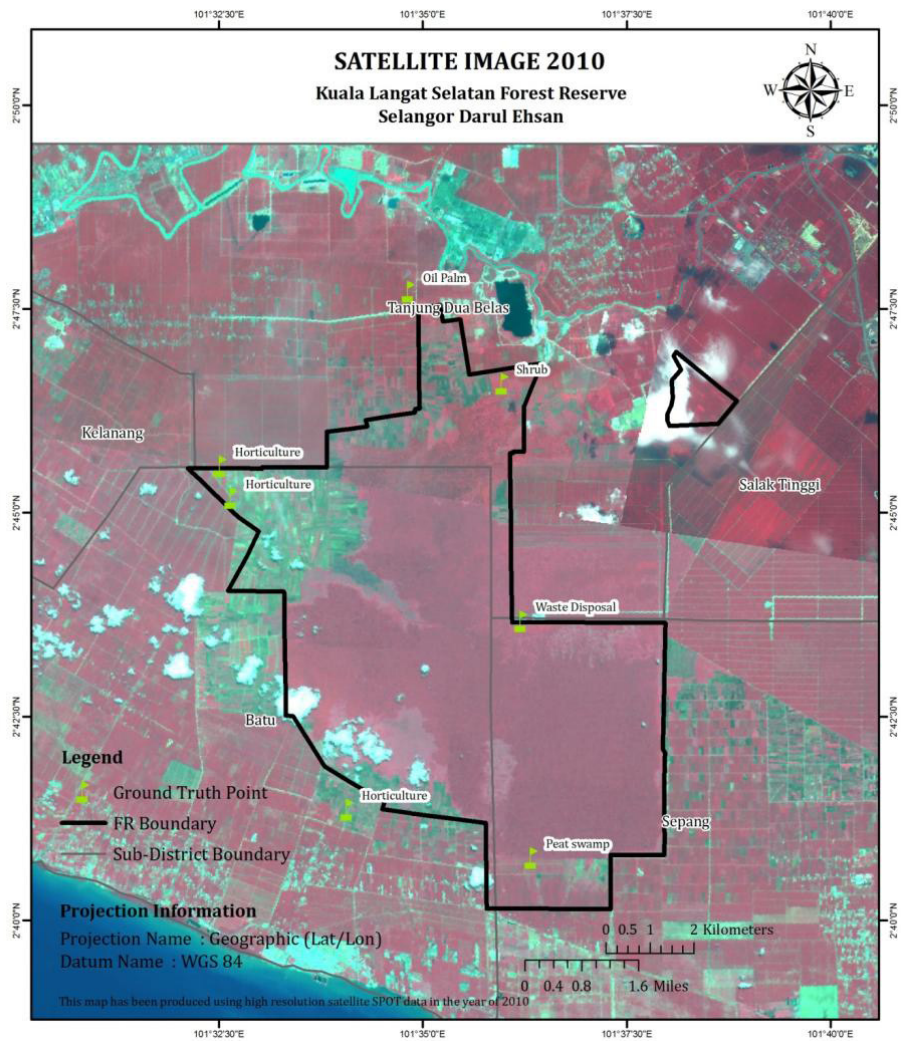 101°32'30"E
101°35'0"E
101°37'30"E
101°40'0"E
SATELLITE IMAGE 2010
Kuala Langat Selatan Forest Reserve
Selangor Darul Ehsan
N
W
E
S
2°50'0"N
2°50'0"N
Oil Palm
Tanjung Dua Belas
2°47'30"N
2°47'30"N
Shrub
Kelanang
Horticulture
Horticulture
Salak Tinggi
2°45'0"N
2°45'0"N
Waste Disposal
2°42'30"N
2°42'30"N
Batu
Legend
Ground Truth Point
FR Boundary
Sub-District Boundary
Horticulture
Sepang
Peat swamp
2°40'0"N
2°40'0"N
Projection Information
Projection Name : Geographic (Lat/Lon)
Datum Name : WGS 84
0 0.5 1 2 Kilometers
0 0.4 0.8 1.6 Miles
This map has been produced using high resolution satellite SPOT data in the year of 2010
101°32'30"E
101°35'0"E
101°37'30"E
101°40'0"E